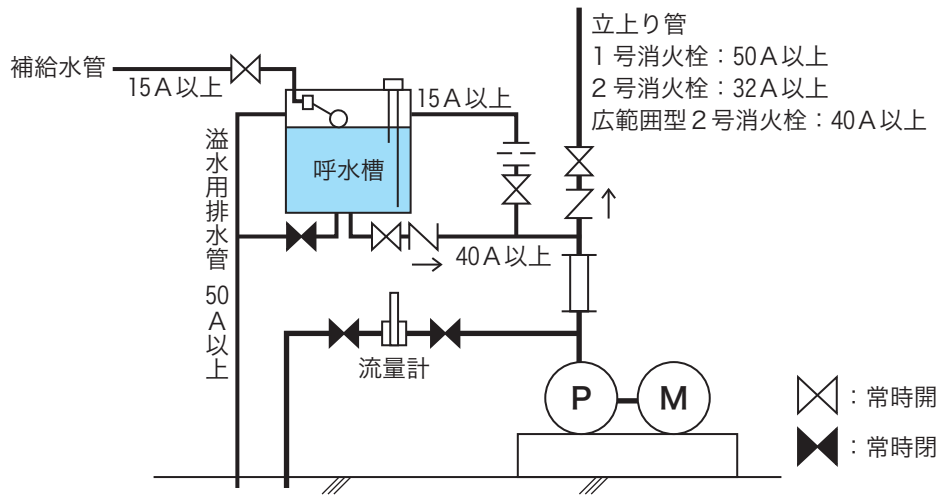 補給水管
15A以上
15A以上
呼水槽
溢水用排水管 50A以上
40A以上
流量計
立上り管
1号消火栓：50A以上
2号消火栓：32A以上
広範囲型2号消火栓：40A以上
P
M
：常時開
：常時閉